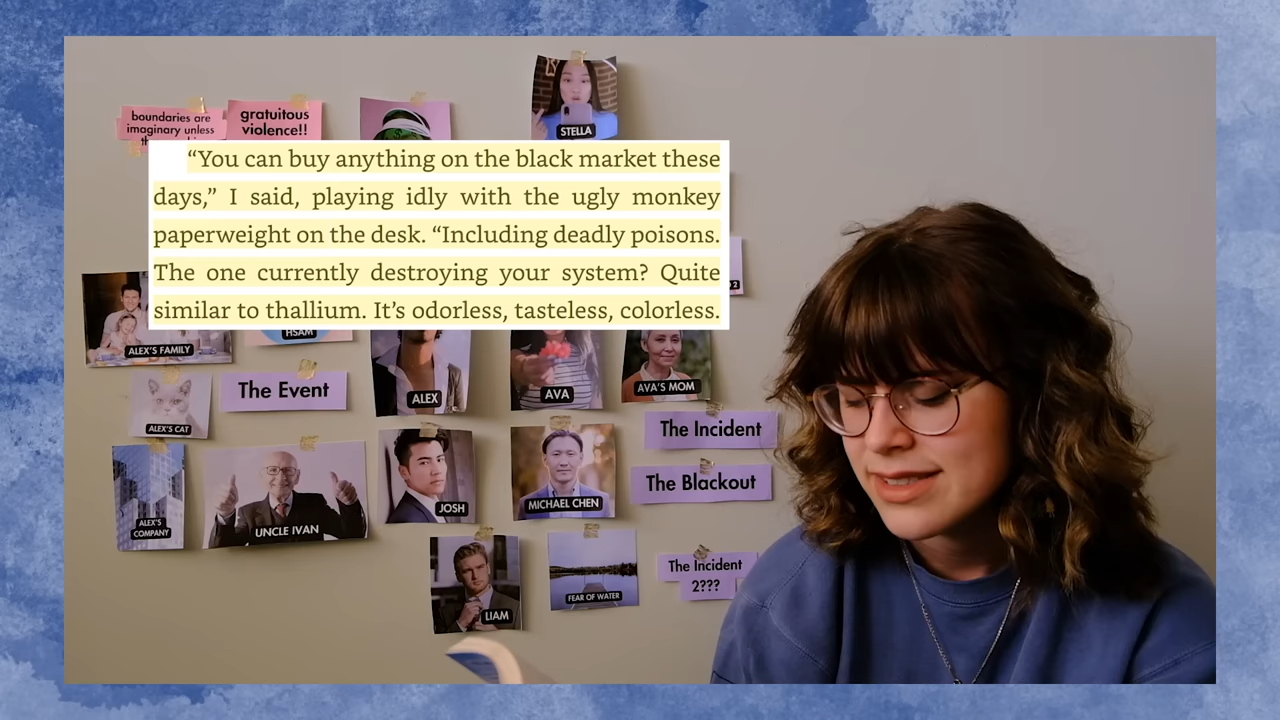 boundaries are
imaginary unless
gratuitous
violence!!
STELLA
“You can buy anything on the black market these
days,” I said, playing idly with the ugly monkey
paperweight on the desk. “Including deadly poisons.
The one currently destroying your system? Quite
similar to thallium. It’s odorless, tasteless, colorless.
2
HSAM
ALEX'S FAMILY
ALEX'S CAT
The Event
ALEX
AVA
AVA'S MOM
The Incident
The Blackout
ALEX'S
COMPANY
UNCLE IVAN
JOSH
MICHAEL CHEN
LIAM
FEAR OF WATER
The Incident
2???